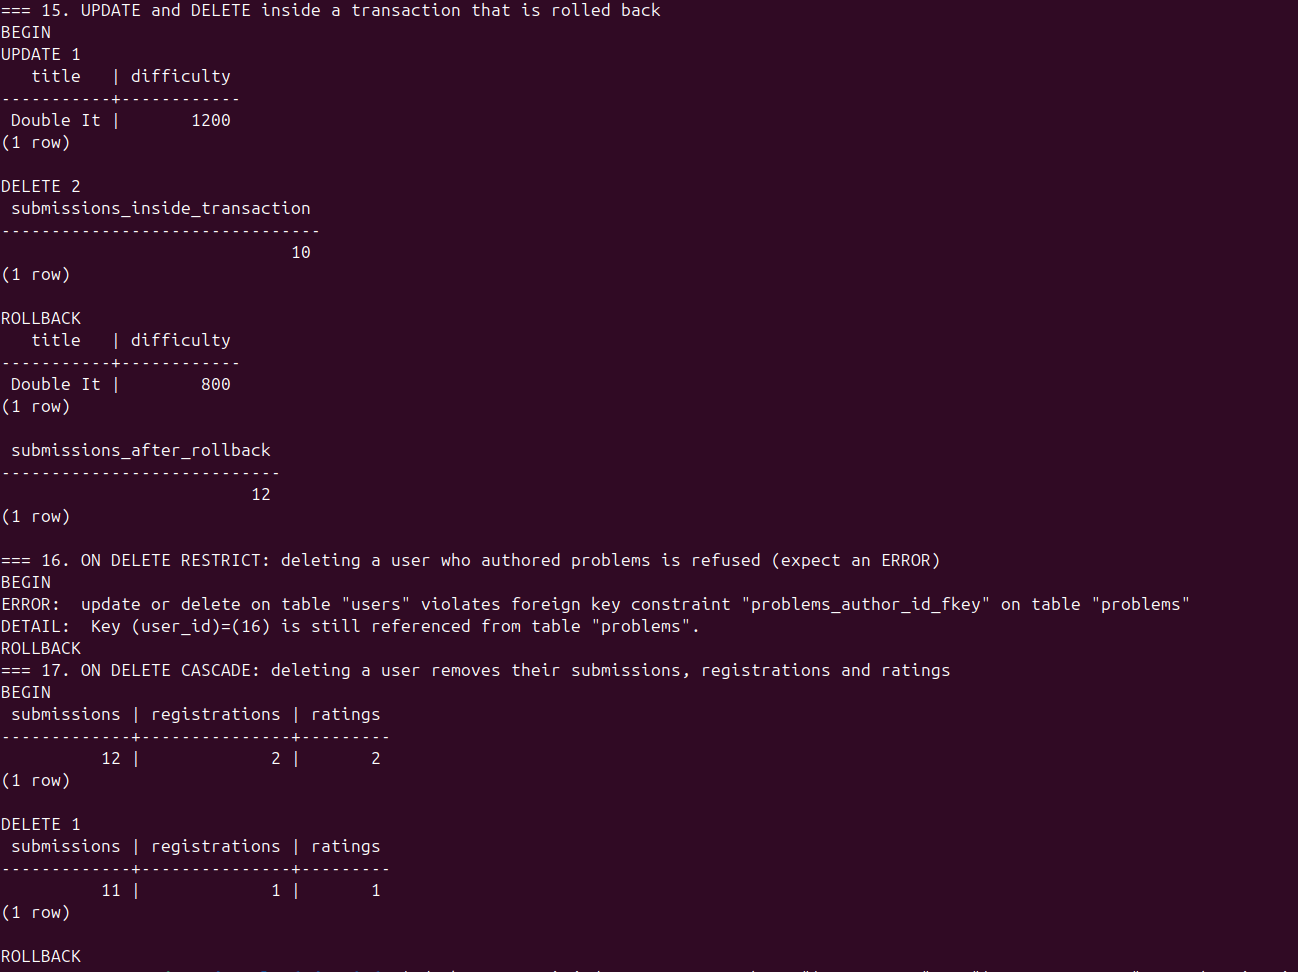 === 15. UPDATE and DELETE inside a transaction that is rolled back
BEGIN
UPDATE 1
   title   | difficulty
-----------+------------
 Double It |       1200
(1 row)

DELETE 2
 submissions_inside_transaction
--------------------------------
                             10
(1 row)

ROLLBACK
   title   | difficulty
-----------+------------
 Double It |        800
(1 row)

 submissions_after_rollback
----------------------------
                         12
(1 row)

=== 16. ON DELETE RESTRICT: deleting a user who authored problems is refused (expect an ERROR)
BEGIN
ERROR:  update or delete on table "users" violates foreign key constraint "problems_author_id_fkey" on table "problems"
DETAIL:  Key (user_id)=(16) is still referenced from table "problems".
ROLLBACK
=== 17. ON DELETE CASCADE: deleting a user removes their submissions, registrations and ratings
BEGIN
 submissions | registrations | ratings
-------------+---------------+---------
          12 |             2 |       2
(1 row)

DELETE 1
 submissions | registrations | ratings
-------------+---------------+---------
          11 |             1 |       1
(1 row)

ROLLBACK